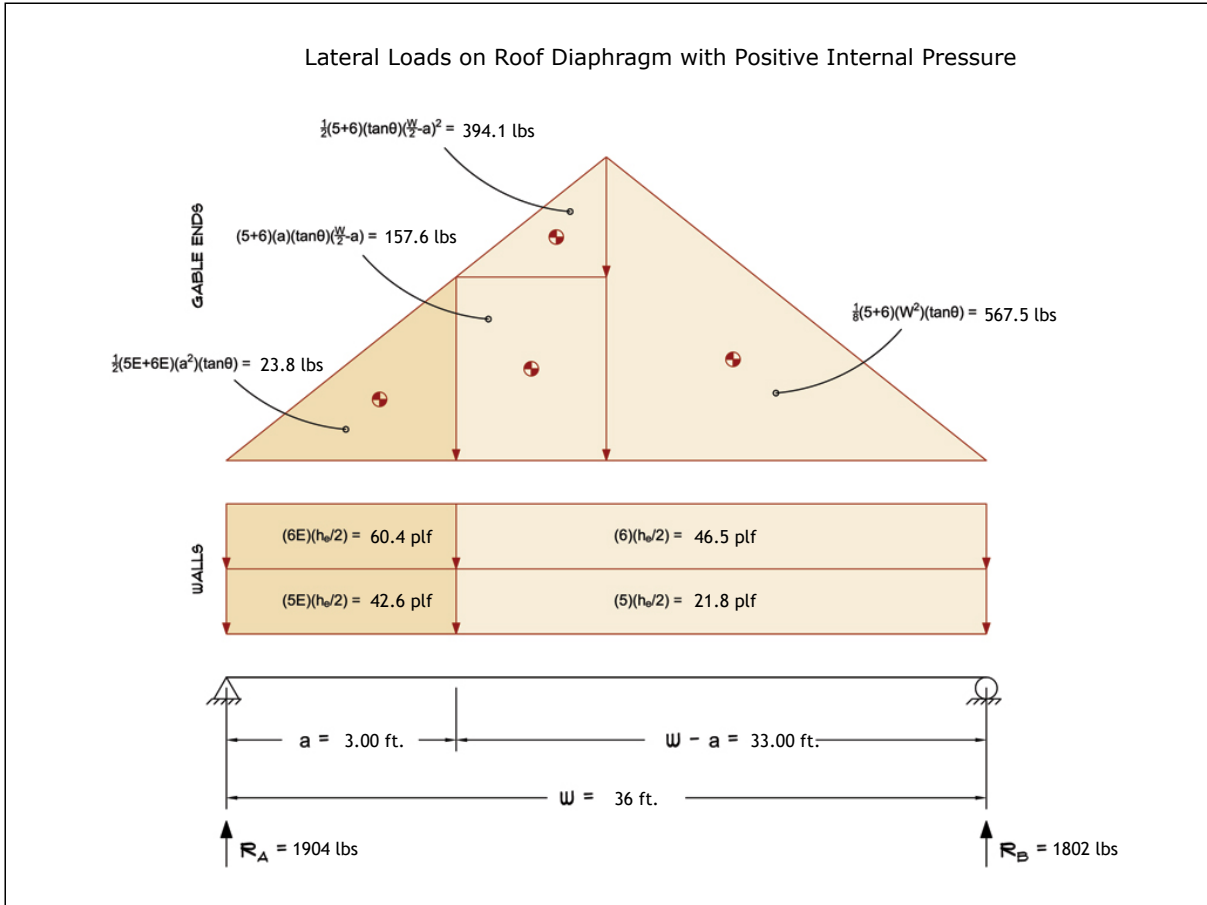 Lateral Loads on Roof Diaphragm with Positive Internal Pressure
½(5+6)(tanθ)(W/2-a)² = 394.1 lbs
GABLE ENDS
(5+6)(a)(tanθ)(W/2-a) = 157.6 lbs
⅛(5+6)(W²)(tanθ) = 567.5 lbs
½(5E+6E)(a²)(tanθ) = 23.8 lbs
WALLS
(6E)(hₑ/2) = 60.4 plf
(6)(hₑ/2) = 46.5 plf
(5E)(hₑ/2) = 42.6 plf
(5)(hₑ/2) = 21.8 plf
a = 3.00 ft.
W - a = 33.00 ft.
W = 36 ft.
R_A = 1904 lbs
R_B = 1802 lbs